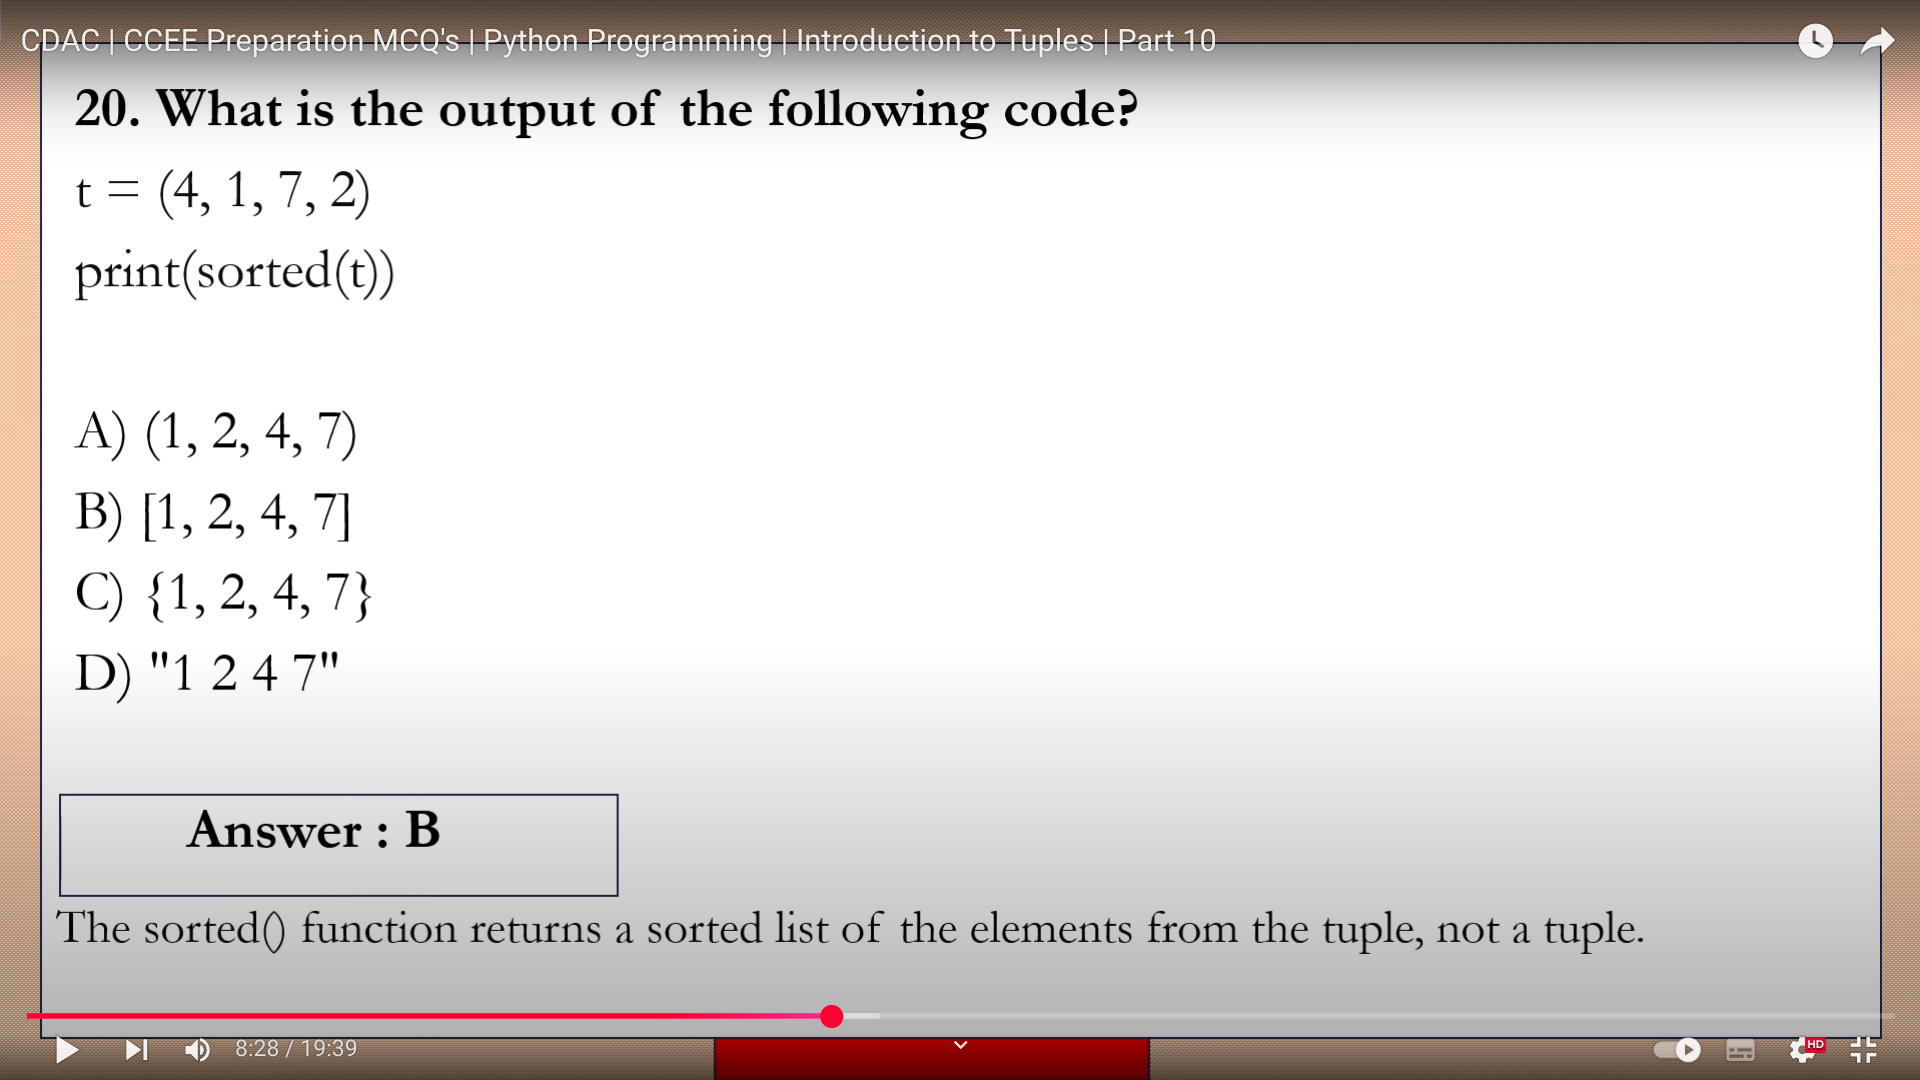 CDAC | CCEE Preparation MCQ's | Python Programming | Introduction to Tuples | Part 10
20. What is the output of the following code?
t = (4, 1, 7, 2)
print(sorted(t))
A) (1, 2, 4, 7)
B) [1, 2, 4, 7]
C) {1, 2, 4, 7}
D) "1 2 4 7"
Answer : B
The sorted() function returns a sorted list of the elements from the tuple, not a tuple.
8:28 / 19:39
HD